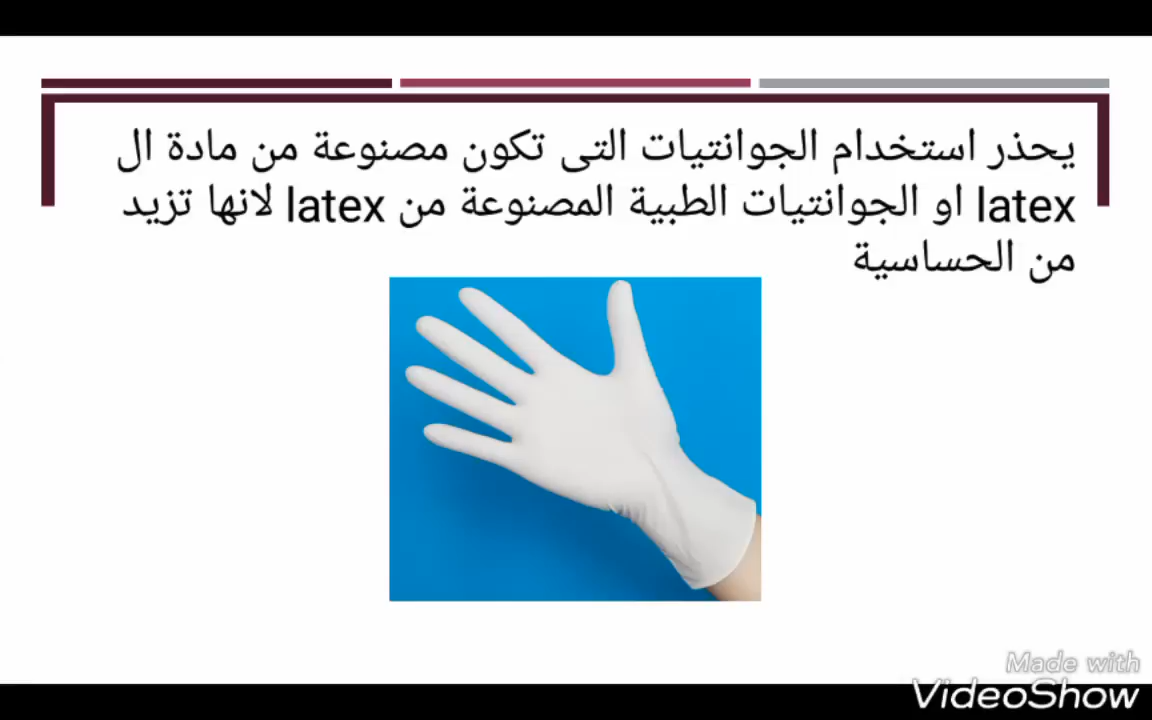 يحذر استخدام الجوانتيات التى تكون مصنوعة من مادة ال
latex او الجوانتيات الطبية المصنوعة من latex لانها تزيد
من الحساسية
Made with
VideoShow